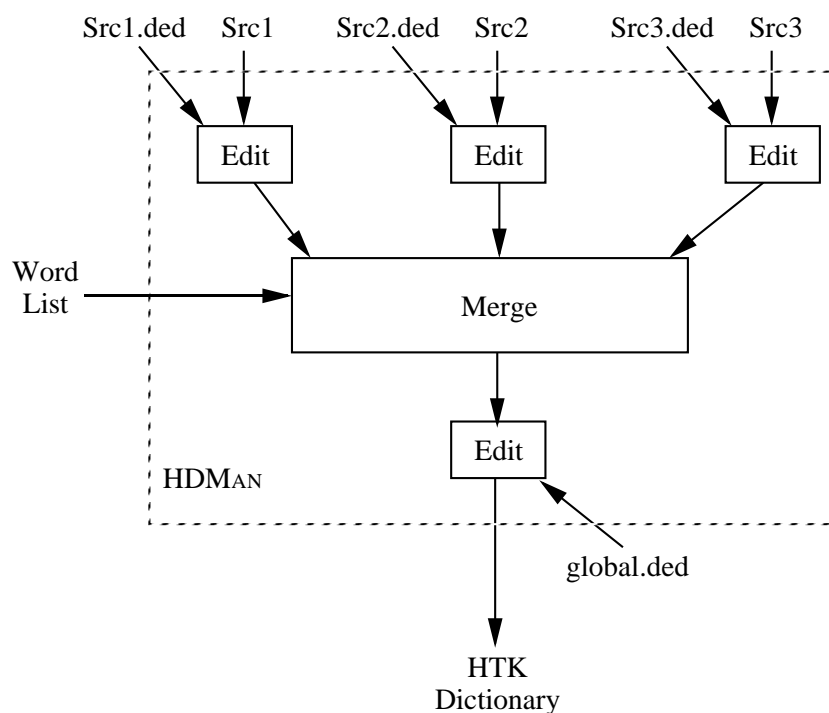 Src1.ded Src1 Src2.ded Src2 Src3.ded Src3
Edit Edit Edit
Word
List
Merge
Edit
HDMAN
global.ded
HTK
Dictionary